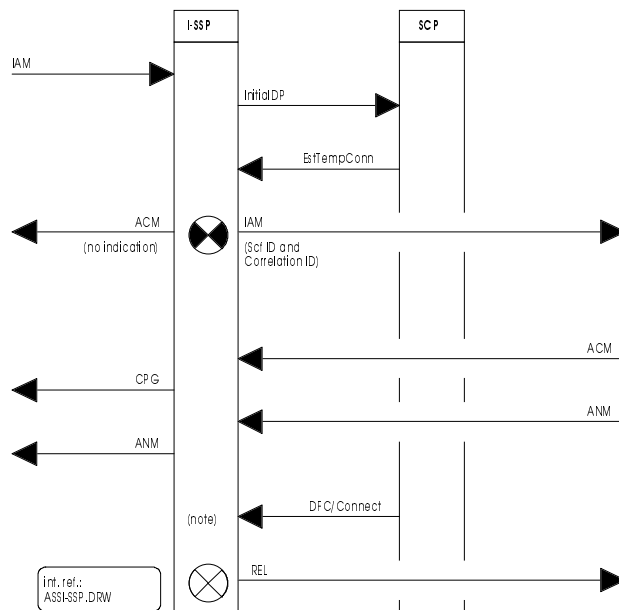 I-SSP
SCP
IAM
InitialDP
EstTempConn
ACM
IAM
(no indication)
(Scf ID and
Correlation ID)
ACM
CPG
ANM
ANM
DFC/Connect
(note)
REL
int. ref.:
ASSI-SSP.DRW